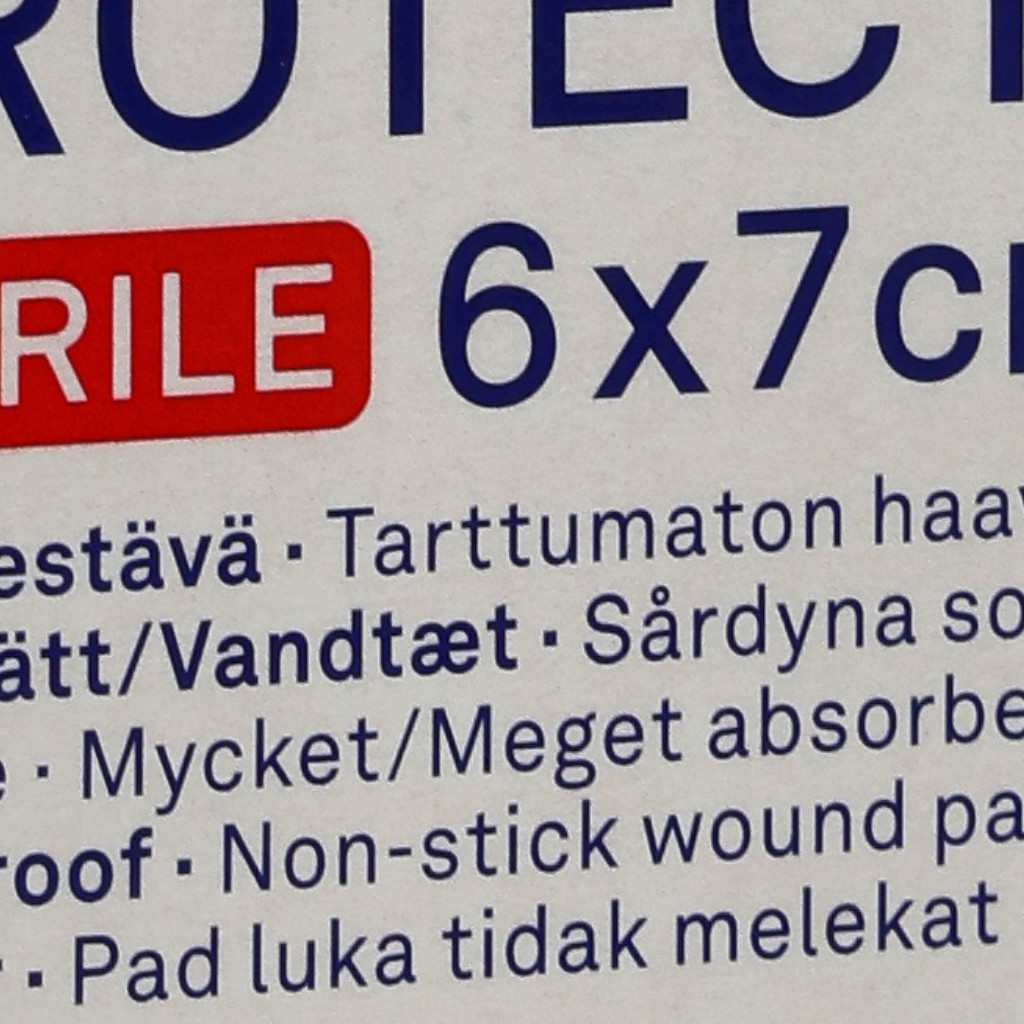 ROTECT
RILE 6x7cm
estävä · Tarttumaton haav
ätt/Vandtæt · Sårdyna so
e · Mycket/Meget absorbe
roof · Non-stick wound pa
· Pad luka tidak melekat